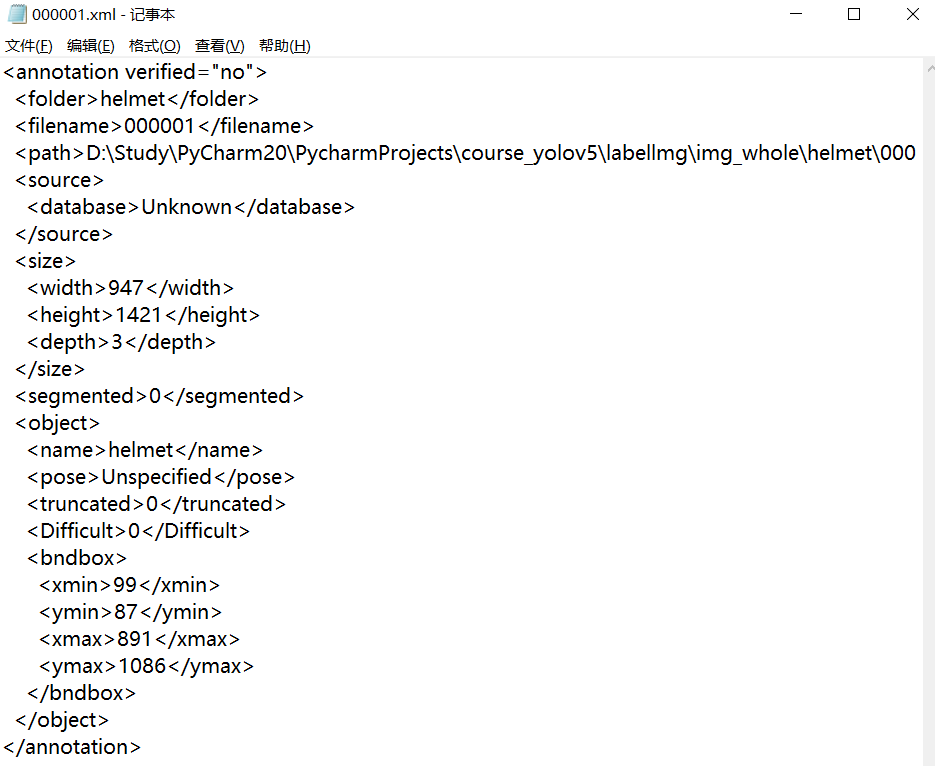 000001.xml - 记事本
文件(F) 编辑(E) 格式(O) 查看(V) 帮助(H)
<annotation verified="no">
<folder>helmet</folder>
<filename>000001</filename>
<path>D:\Study\PyCharm20\PycharmProjects\course_yolov5\labelImg\img_whole\helmet\000
<source>
<database>Unknown</database>
</source>
<size>
<width>947</width>
<height>1421</height>
<depth>3</depth>
</size>
<segmented>0</segmented>
<object>
<name>helmet</name>
<pose>Unspecified</pose>
<truncated>0</truncated>
<Difficult>0</Difficult>
<bndbox>
<xmin>99</xmin>
<ymin>87</ymin>
<xmax>891</xmax>
<ymax>1086</ymax>
</bndbox>
</object>
</annotation>